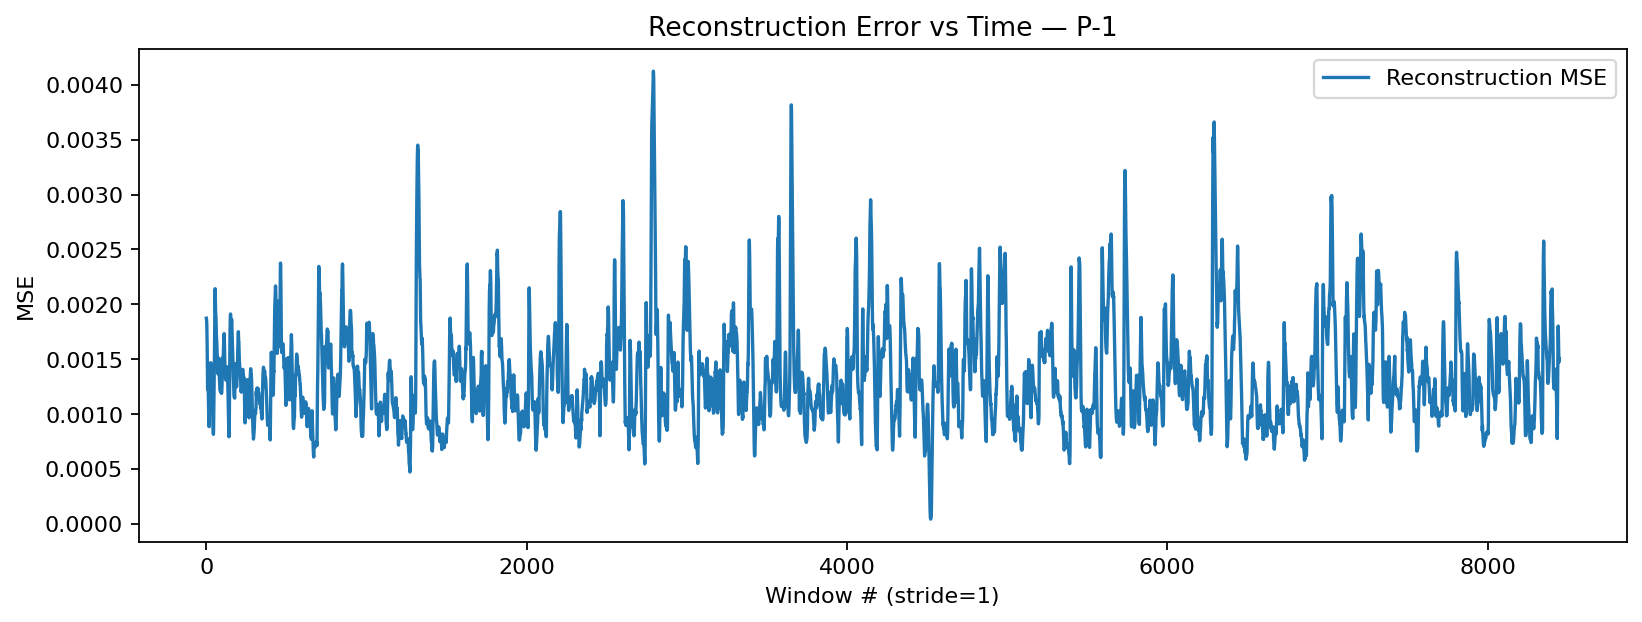 Reconstruction Error vs Time — P-1
Reconstruction MSE
0.0040
0.0035
0.0030
0.0025
0.0020
0.0015
0.0010
0.0005
0.0000
MSE
0 2000 4000 6000 8000
Window # (stride=1)